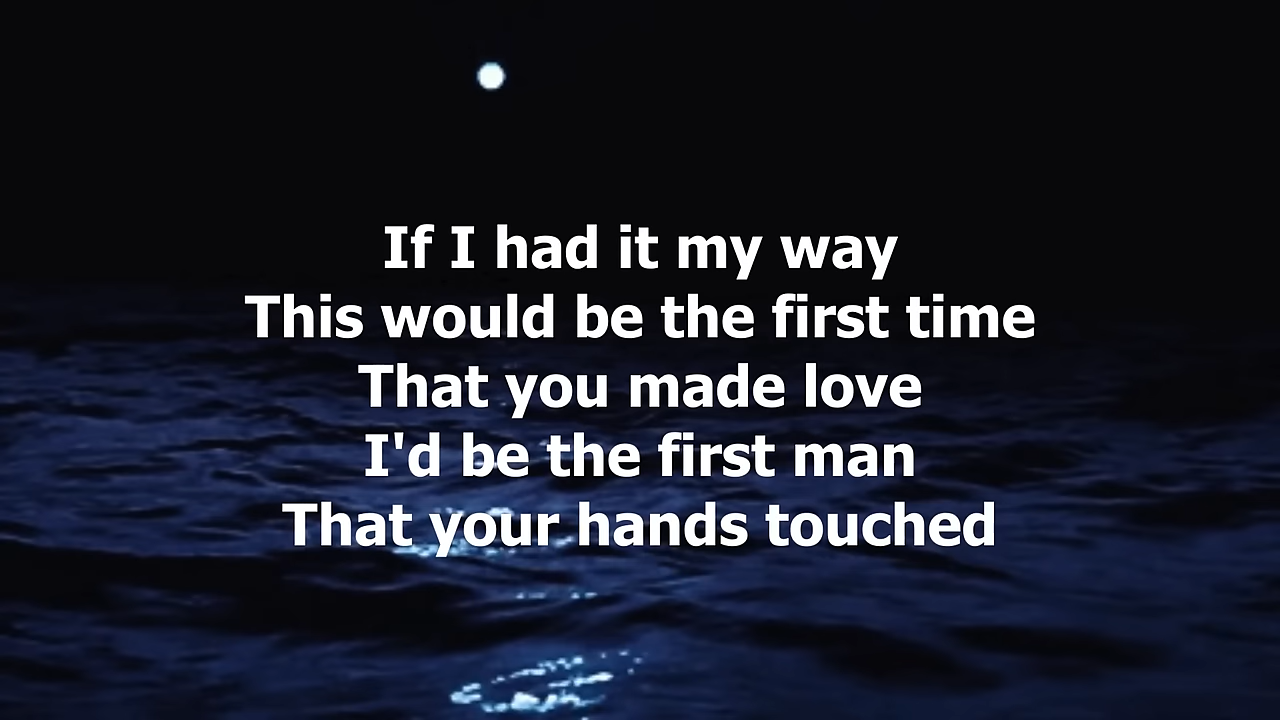 If I had it my way
This would be the first time
That you made love
I'd be the first man
That your hands touched